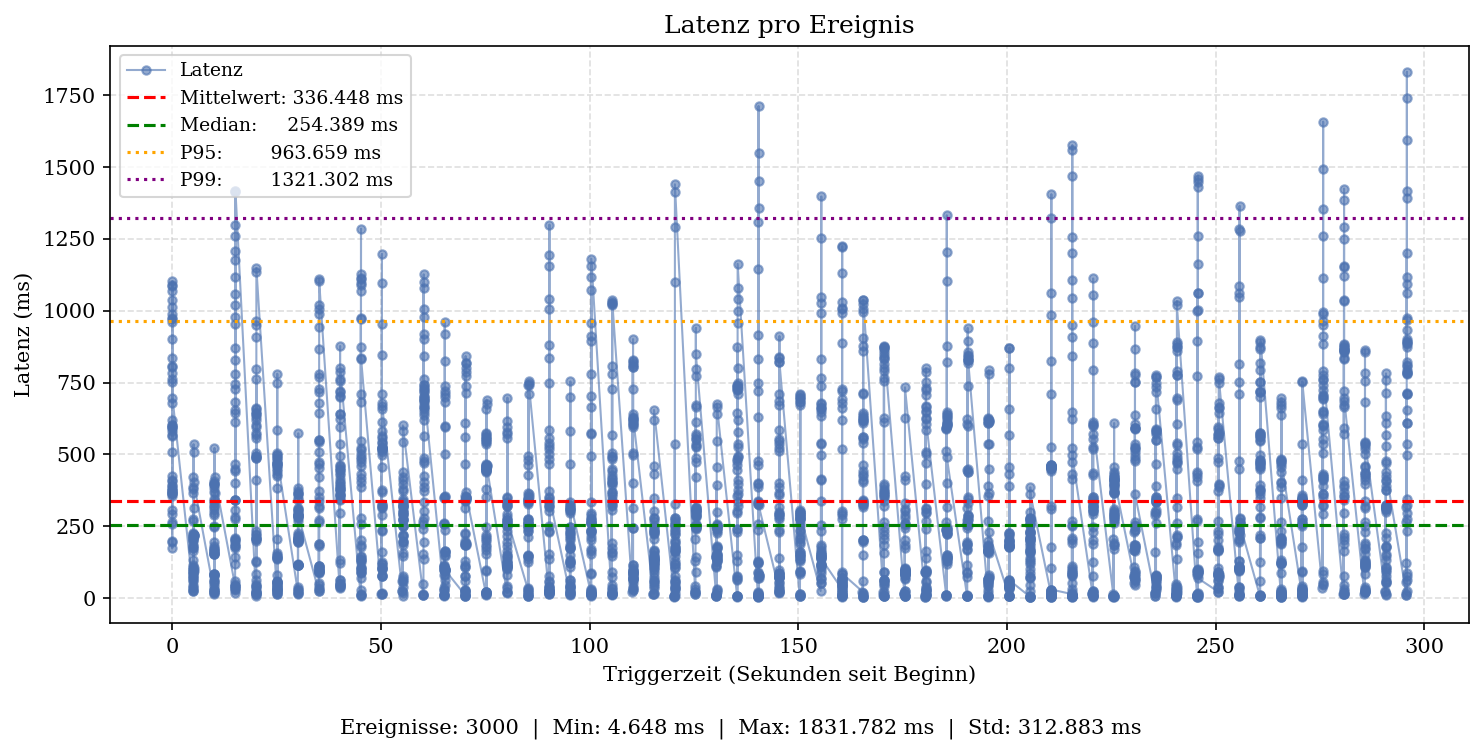 Latenz pro Ereignis
Latenz
Mittelwert: 336.448 ms
Median: 254.389 ms
P95: 963.659 ms
P99: 1321.302 ms
Latenz (ms)
1750
1500
1250
1000
750
500
250
0
0 50 100 150 200 250 300
Triggerzeit (Sekunden seit Beginn)
Ereignisse: 3000 | Min: 4.648 ms | Max: 1831.782 ms | Std: 312.883 ms